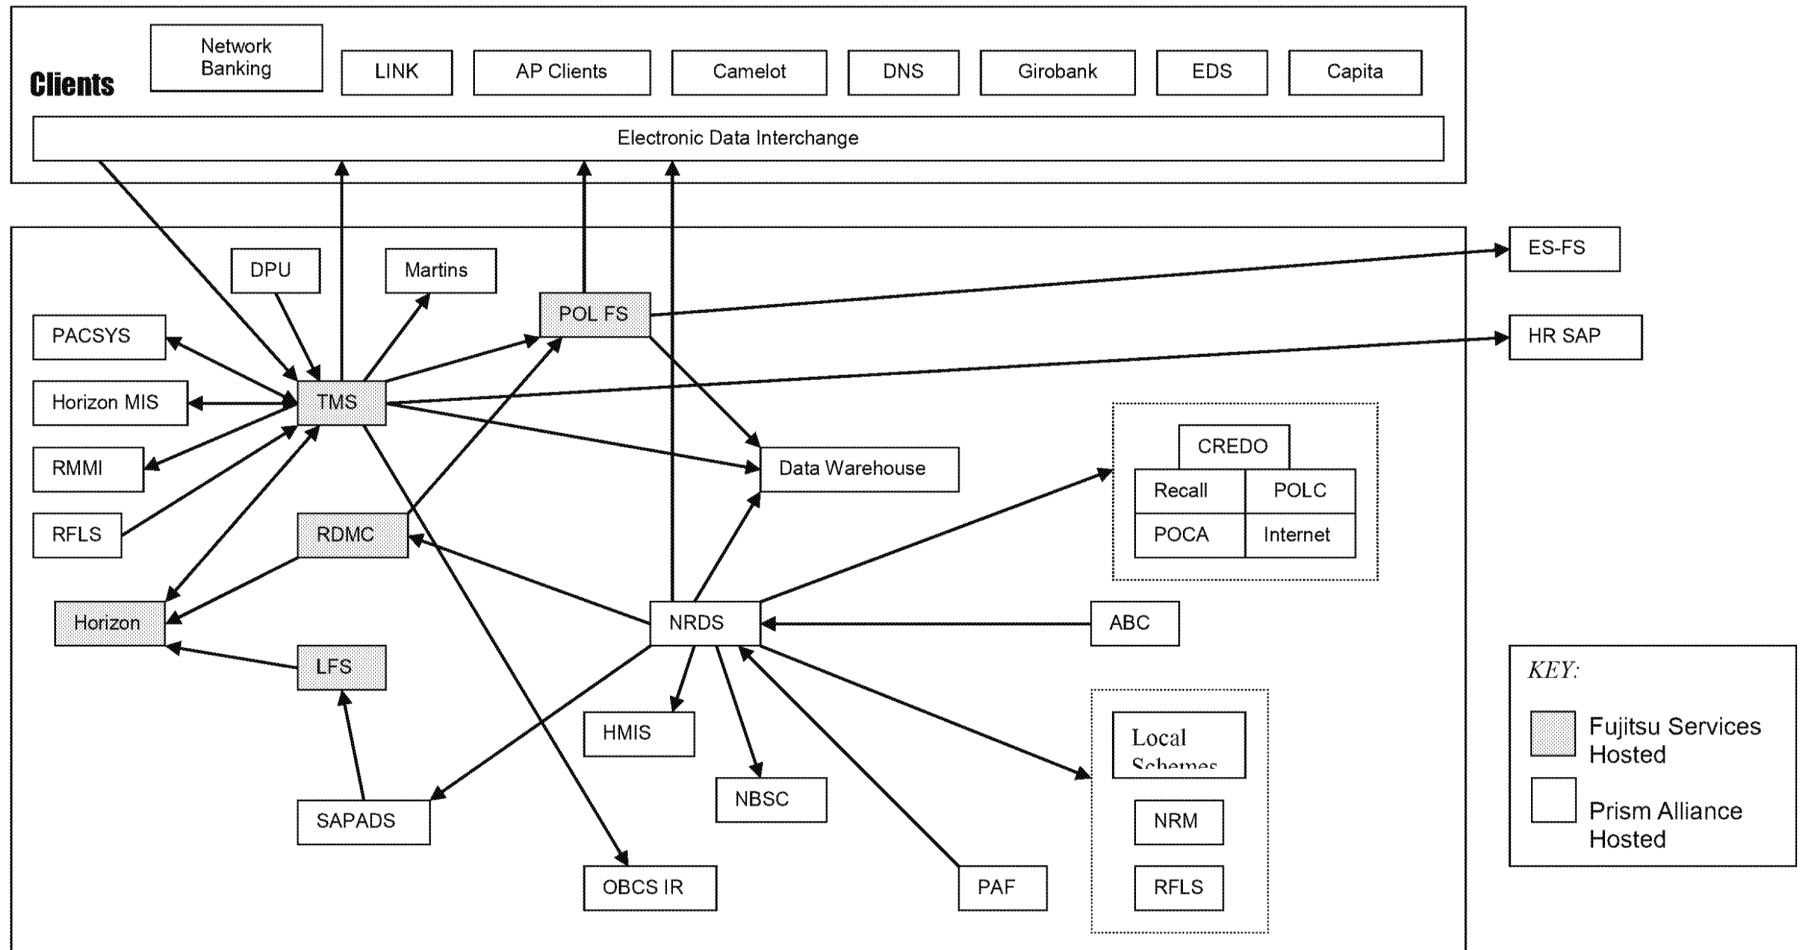 Network
Banking
Clients
LINK
AP Clients
Camelot
DNS
Girobank
EDS
Capita
Electronic Data Interchange
DPU
Martins
ES-FS
POL FS
PACSYS
HR SAP
Horizon MIS
TMS
CREDO
RMMI
Data Warehouse
Recall
POLC
RFLS
RDMC
POCA
Internet
Horizon
NRDS
ABC
LFS
KEY:
HMIS
Local
Schemes
Fujitsu Services
Hosted
NBSC
SAPADS
NRM
Prism Alliance
Hosted
OBCS IR
PAF
RFLS